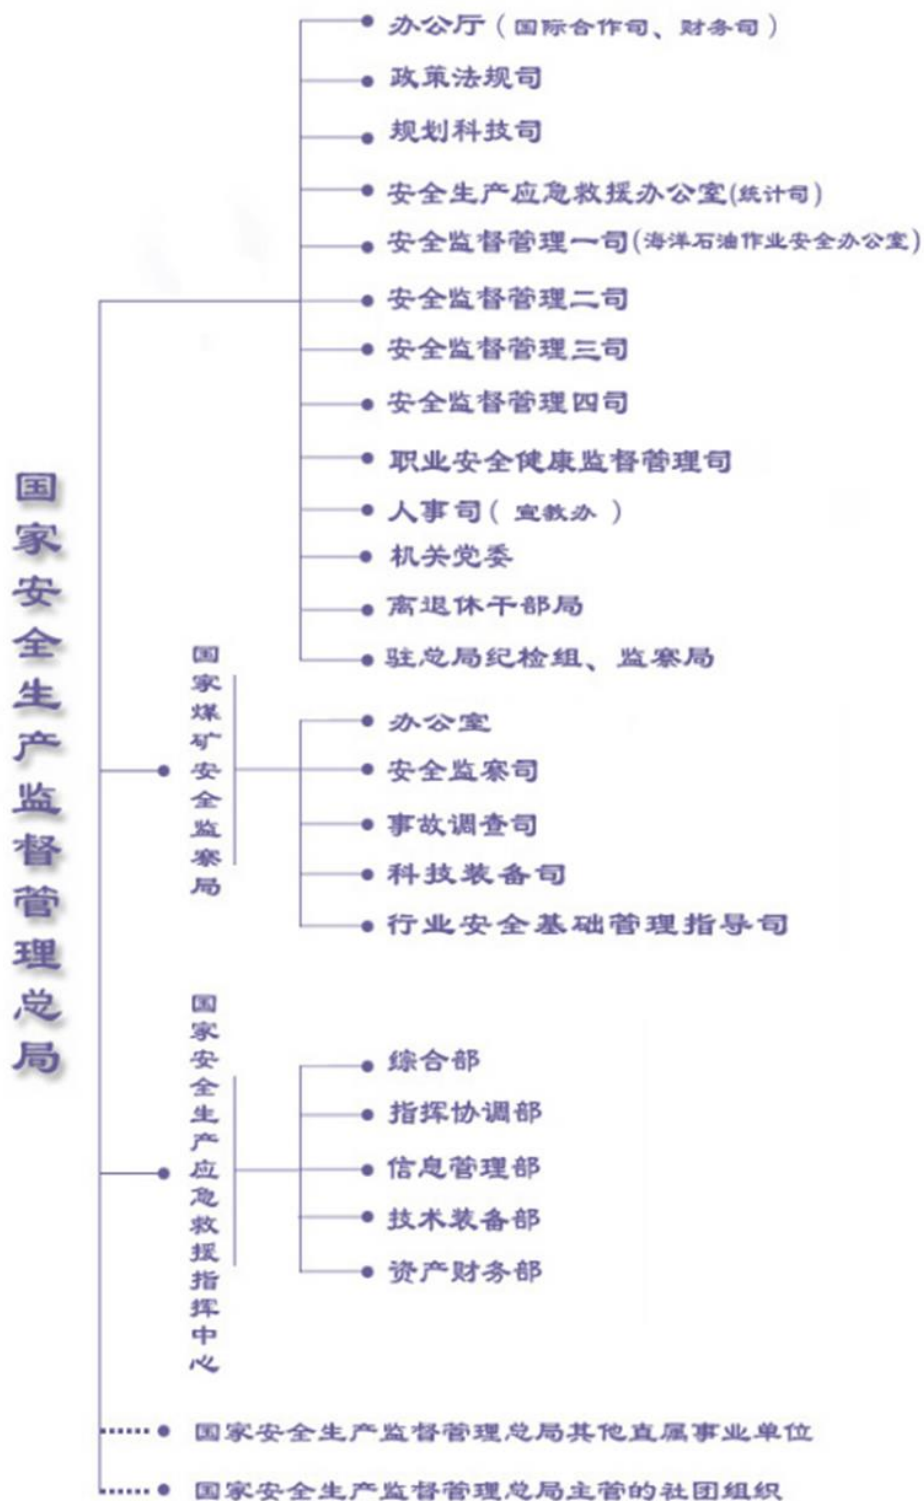 国家安全生产监督管理总局
办公厅（国际合作司、财务司）
政策法规司
规划科技司
安全生产应急救援办公室(统计司)
安全监督管理一司(海洋石油作业安全办公室)
安全监督管理二司
安全监督管理三司
安全监督管理四司
职业安全健康监督管理司
人事司（宣教办）
机关党委
离退休干部局
驻总局纪检组、监察局
国家煤矿安全监察局
办公室
安全监察司
事故调查司
科技装备司
行业安全基础管理指导司
国家安全生产应急救援指挥中心
综合部
指挥协调部
信息管理部
技术装备部
资产财务部
国家安全生产监督管理总局其他直属事业单位
国家安全生产监督管理总局主管的社团组织